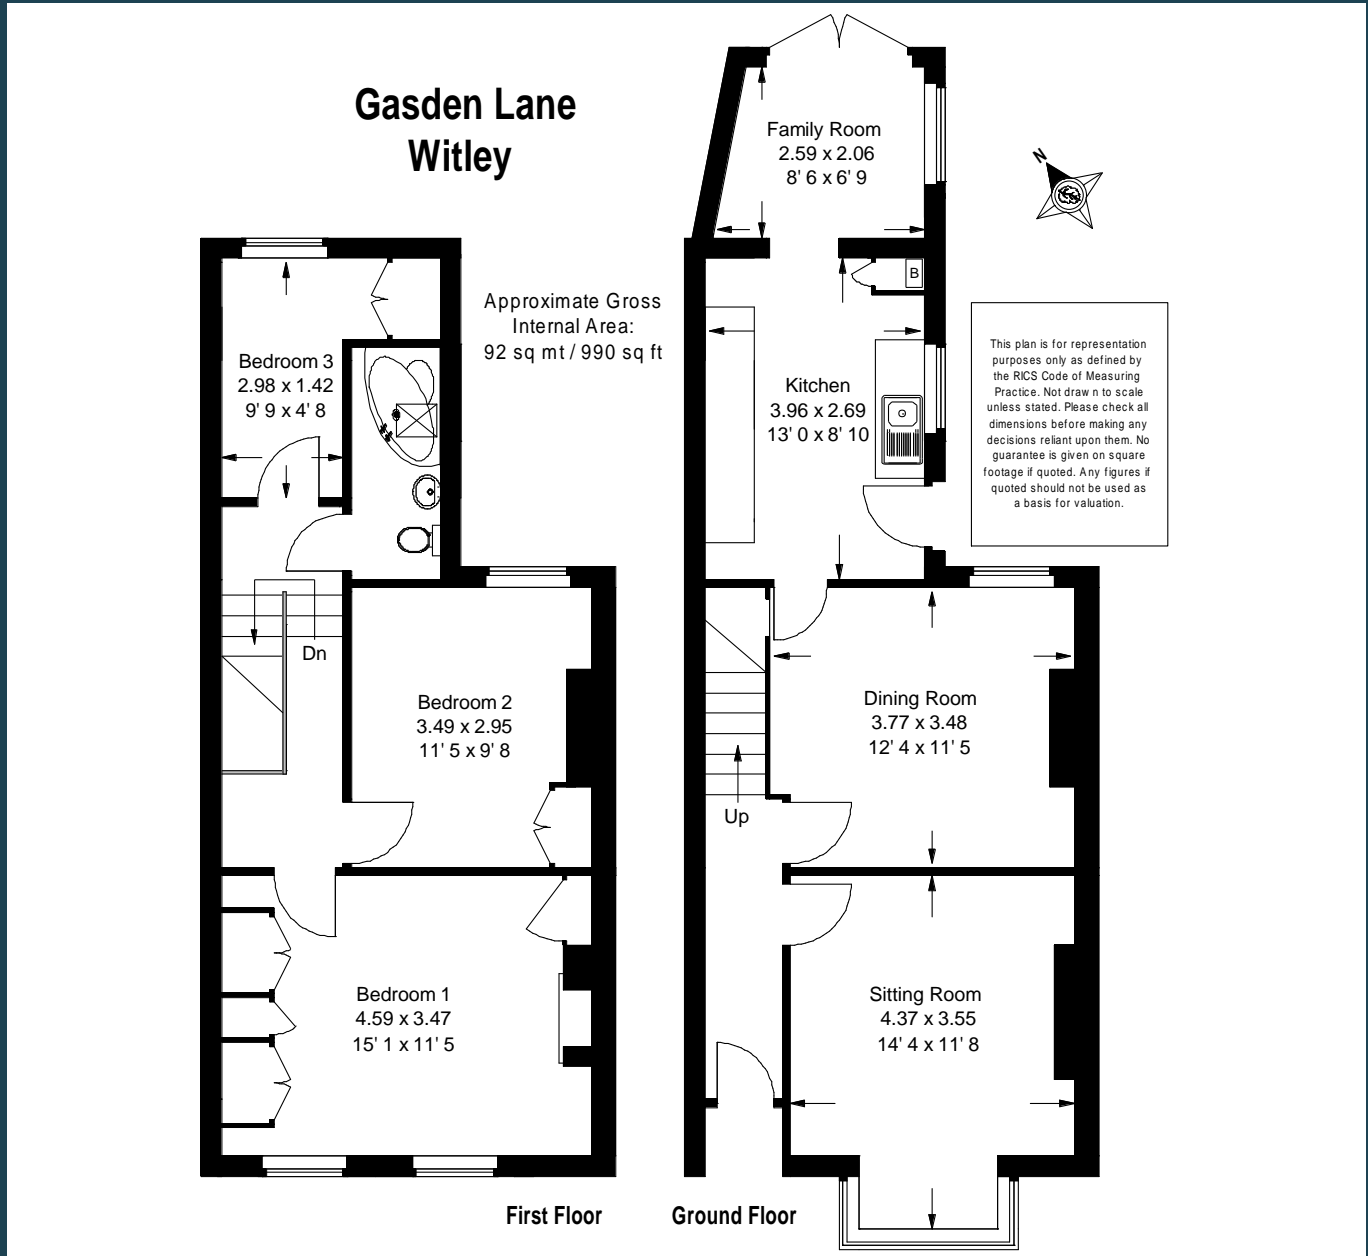 Gasden Lane
Witley
Family Room
2.59 x 2.06
8' 6 x 6' 9
N
Approximate Gross
Internal Area:
92 sq mt / 990 sq ft
B
Bedroom 3
2.98 x 1.42
9' 9 x 4' 8
Kitchen
3.96 x 2.69
13' 0 x 8' 10
This plan is for representation
purposes only as defined by
the RICS Code of Measuring
Practice. Not drawn to scale
unless stated. Please check all
dimensions before making any
decisions reliant upon them. No
guarantee is given on square
footage if quoted. Any figures if
quoted should not be used as
a basis for valuation.
Dn
Bedroom 2
3.49 x 2.95
11' 5 x 9' 8
Dining Room
3.77 x 3.48
12' 4 x 11' 5
Up
Bedroom 1
4.59 x 3.47
15' 1 x 11' 5
Sitting Room
4.37 x 3.55
14' 4 x 11' 8
First Floor
Ground Floor